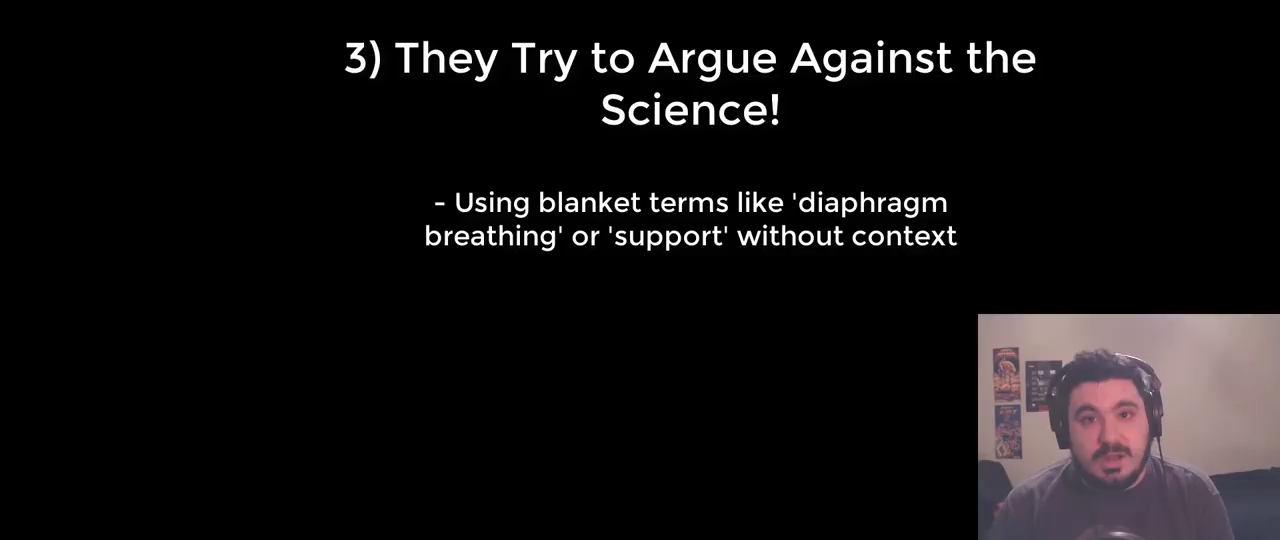 3) They Try to Argue Against the
Science!
- Using blanket terms like 'diaphragm
breathing' or 'support' without context